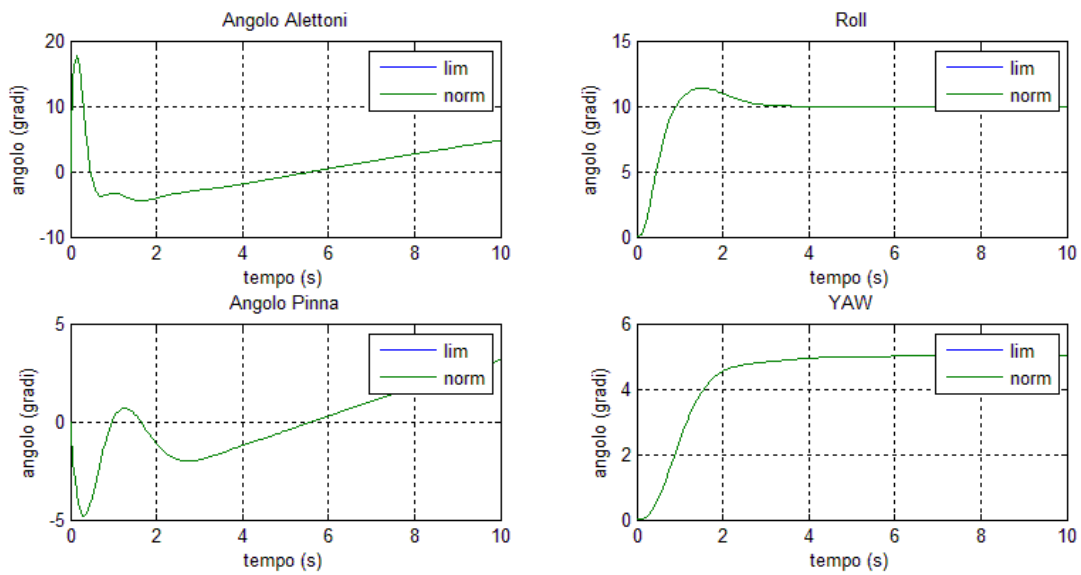 Angolo Alettoni
20
10
0
-10
angolo (gradi)
lim
norm
0 2 4 6 8 10
tempo (s)
Roll
15
10
5
0
angolo (gradi)
lim
norm
0 2 4 6 8 10
tempo (s)
Angolo Pinna
5
0
-5
angolo (gradi)
lim
norm
0 2 4 6 8 10
tempo (s)
YAW
6
4
2
0
angolo (gradi)
lim
norm
0 2 4 6 8 10
tempo (s)